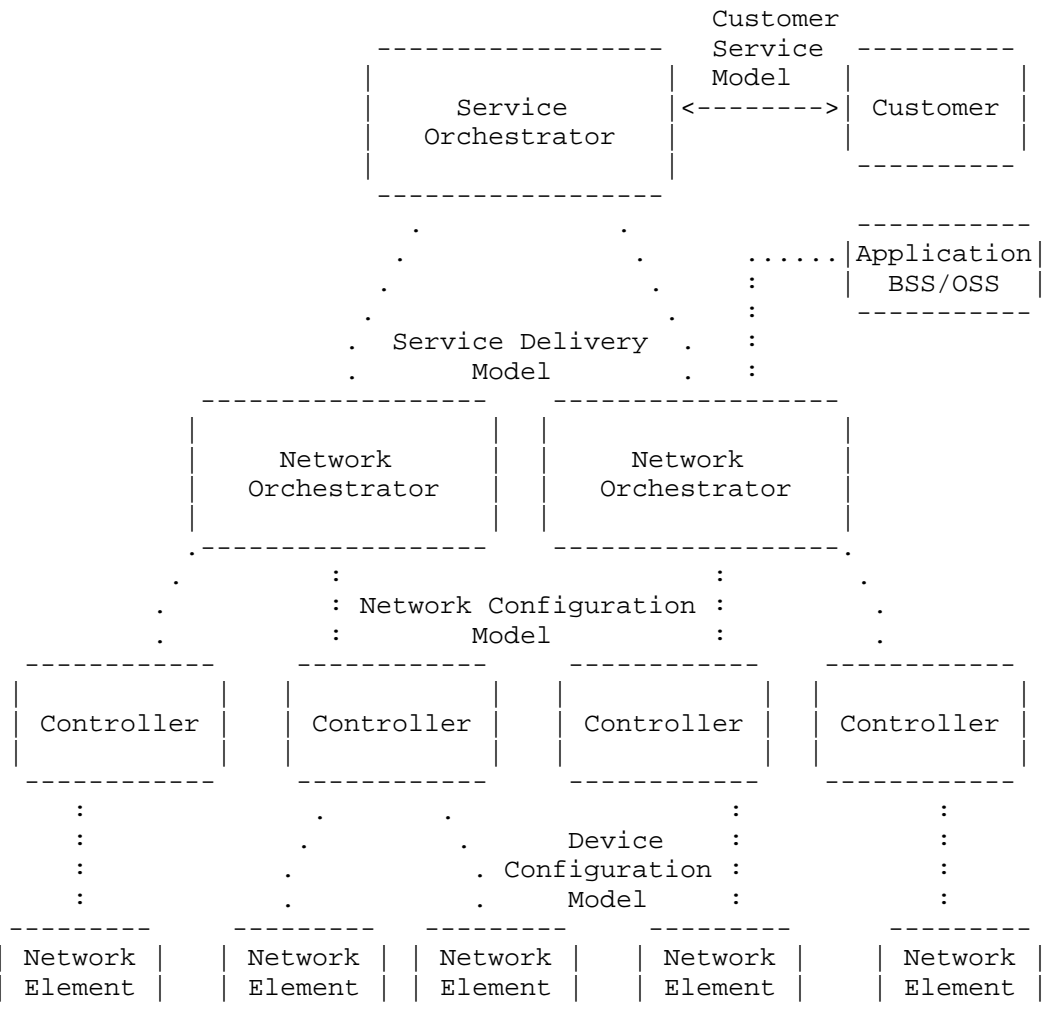 Customer
Service
Model
Service
Orchestrator
Customer
Application
BSS/OSS
Service Delivery
Model
Network
Orchestrator
Network
Orchestrator
Network Configuration
Model
Controller
Controller
Controller
Controller
Device
Configuration
Model
Network
Element
Network
Element
Network
Element
Network
Element
Network
Element